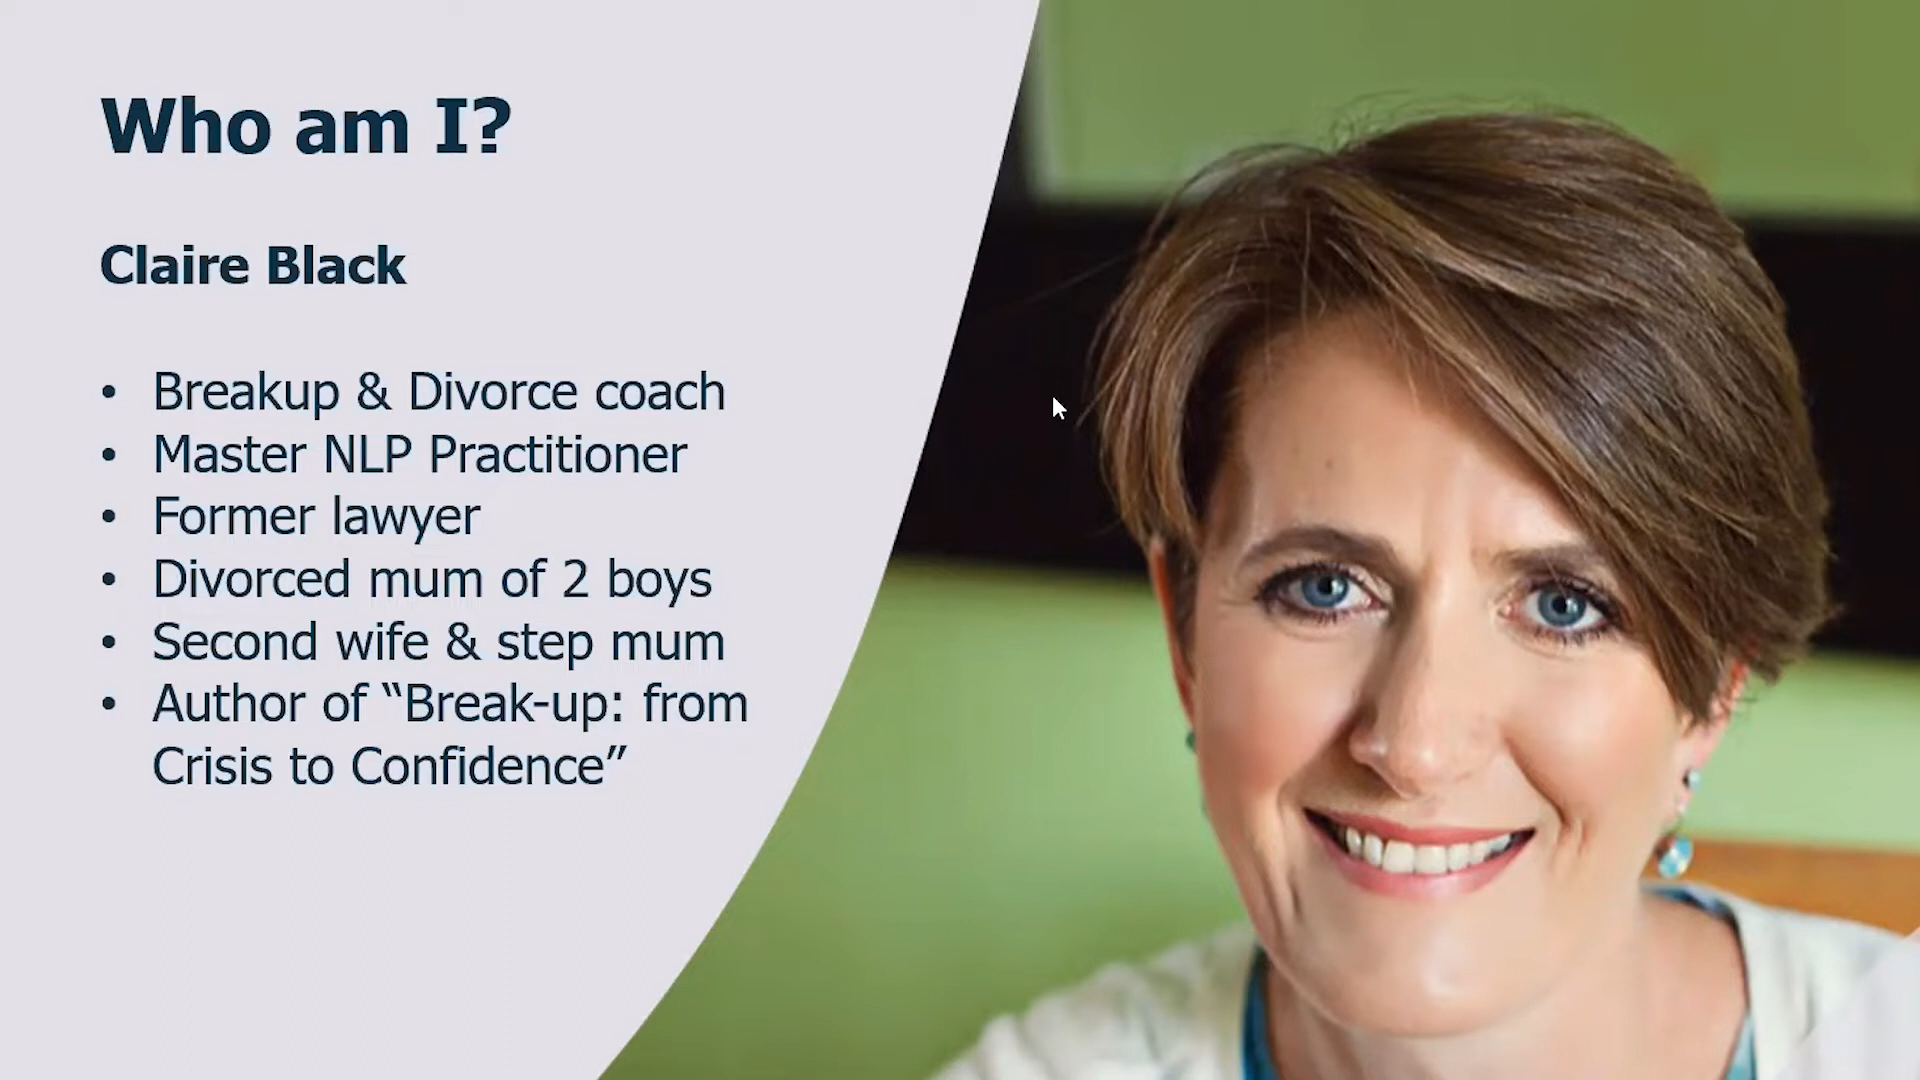 Who am I?
Claire Black
• Breakup & Divorce coach
• Master NLP Practitioner
• Former lawyer
• Divorced mum of 2 boys
• Second wife & step mum
• Author of “Break-up: from
Crisis to Confidence”